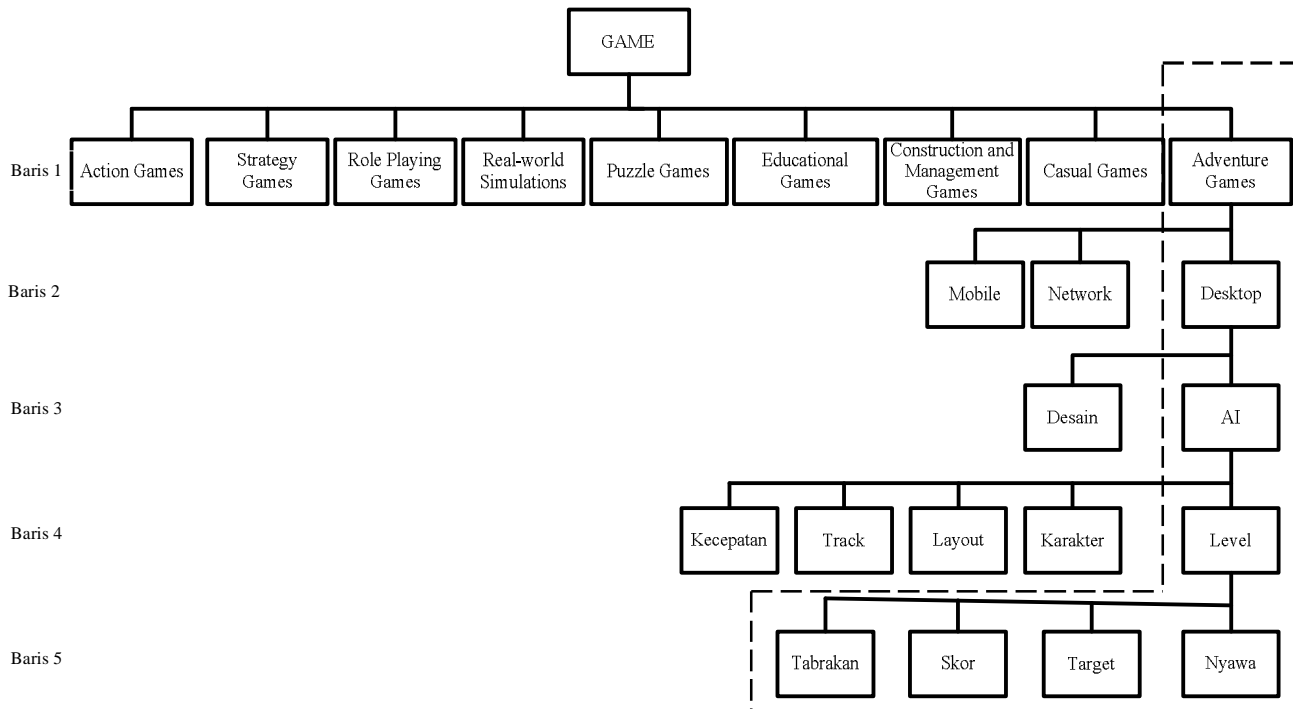 GAME
Baris 1
Action Games
Strategy
Games
Role Playing
Games
Real-world
Simulations
Puzzle Games
Educational
Games
Construction and
Management
Games
Casual Games
Adventure
Games
Baris 2
Mobile
Network
Desktop
Baris 3
Desain
AI
Baris 4
Kecepatan
Track
Layout
Karakter
Level
Baris 5
Tabrakan
Skor
Target
Nyawa